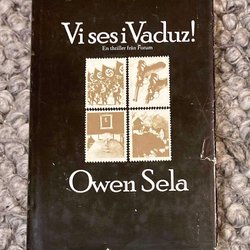 Vi ses i Vaduz!
En thriller från Forum
Owen Sela